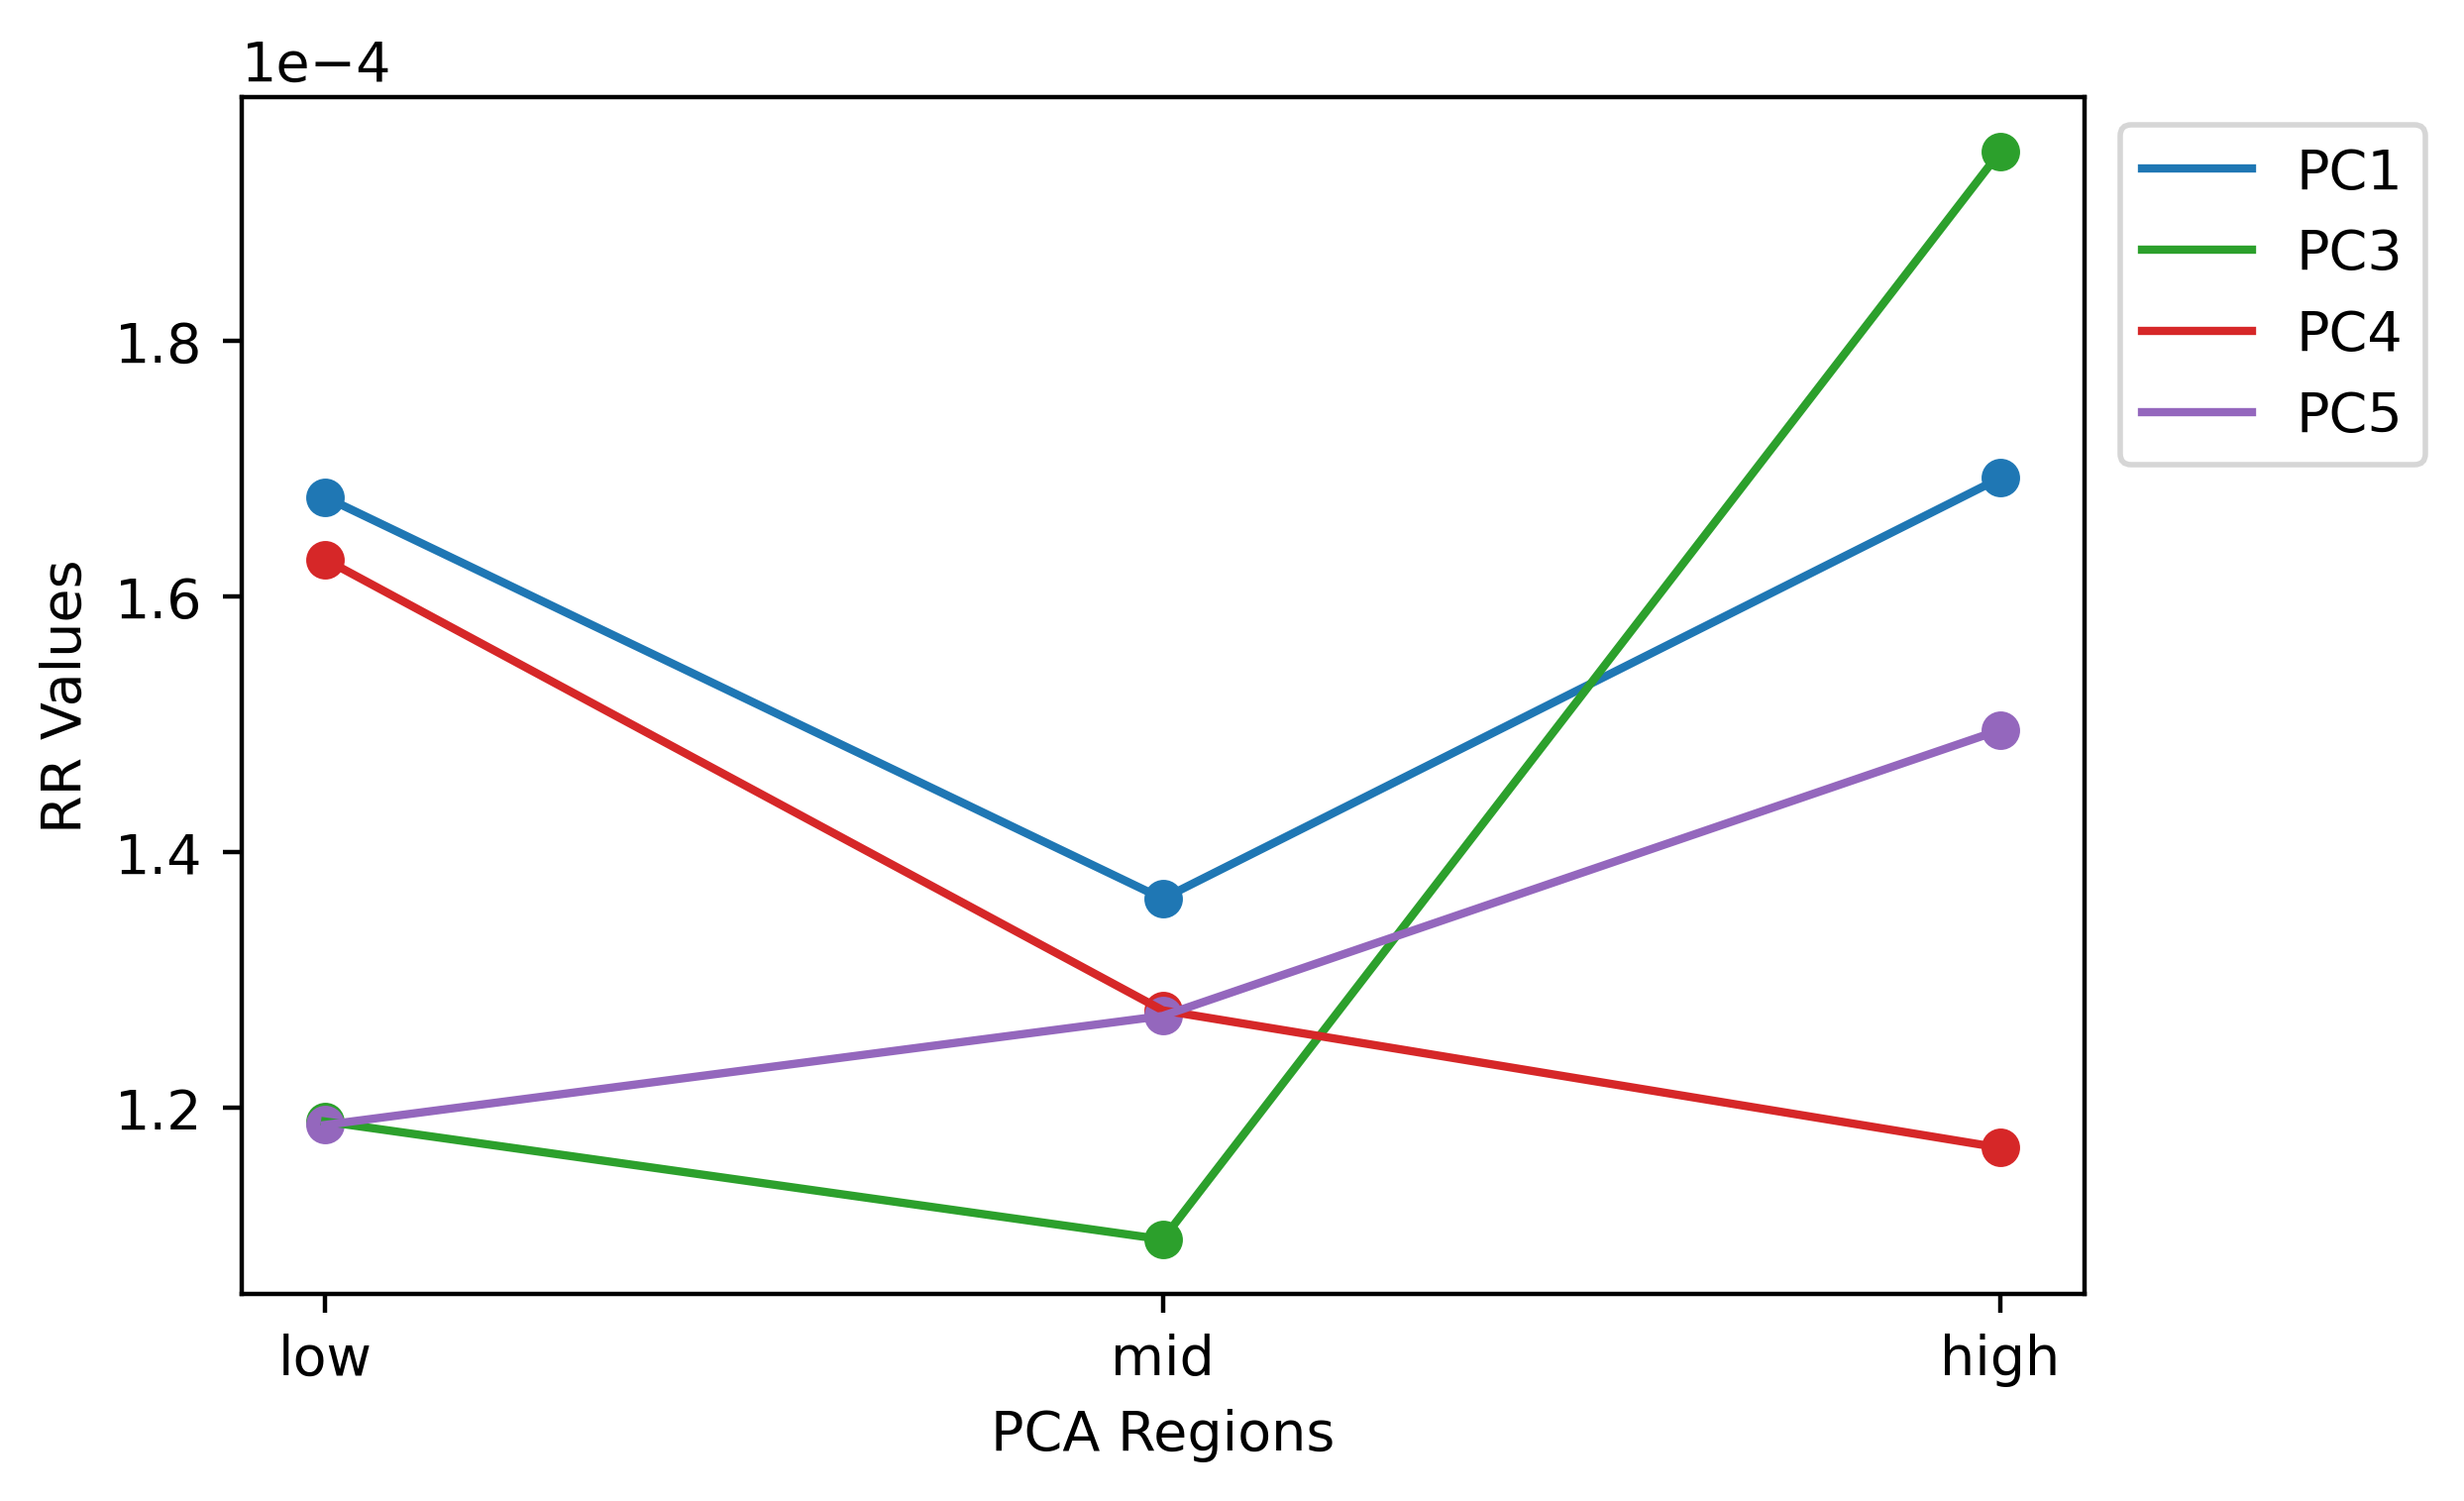 1e−4
1.8
1.6
1.4
1.2
RR Values
low
mid
high
PCA Regions
PC1
PC3
PC4
PC5